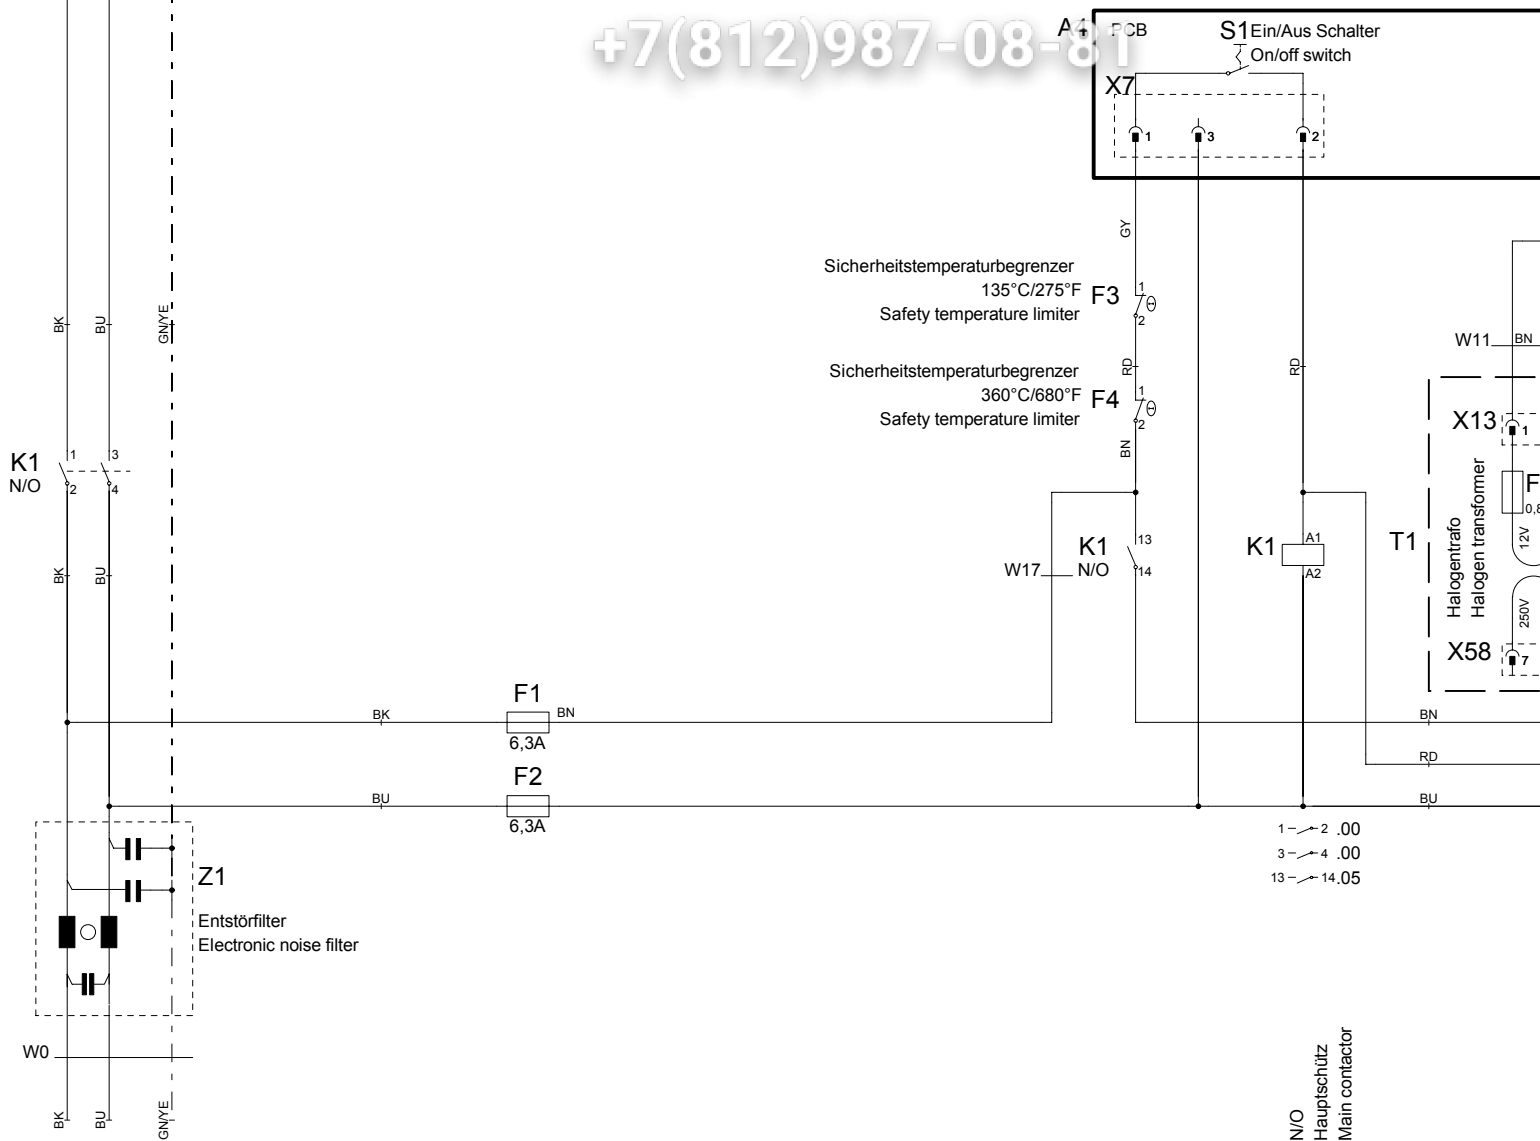 +7(812)987-08-81
A4
PCB
S1
Ein/Aus Schalter
On/off switch
X7
1
3
2
GY
Sicherheitstemperaturbegrenzer
135°C/275°F
Safety temperature limiter
F3
1
2
BK
BU
GN/YE
W11
BN
RD
RD
Sicherheitstemperaturbegrenzer
360°C/680°F
Safety temperature limiter
F4
1
2
BN
X13
1
K1
N/O
1
2
3
4
F
0,8
12V
Halogentrafo
Halogen transformer
T1
K1
N/O
13
14
W17
K1
A1
A2
BK
BU
250V
X58
7
F1
BK
BN
6,3A
BN
F2
BU
6,3A
RD
BU
1 2 .00
3 4 .00
13 14 .05
Z1
Entstörfilter
Electronic noise filter
W0
BK
BU
GN/YE
N/O
Hauptschütz
Main contactor